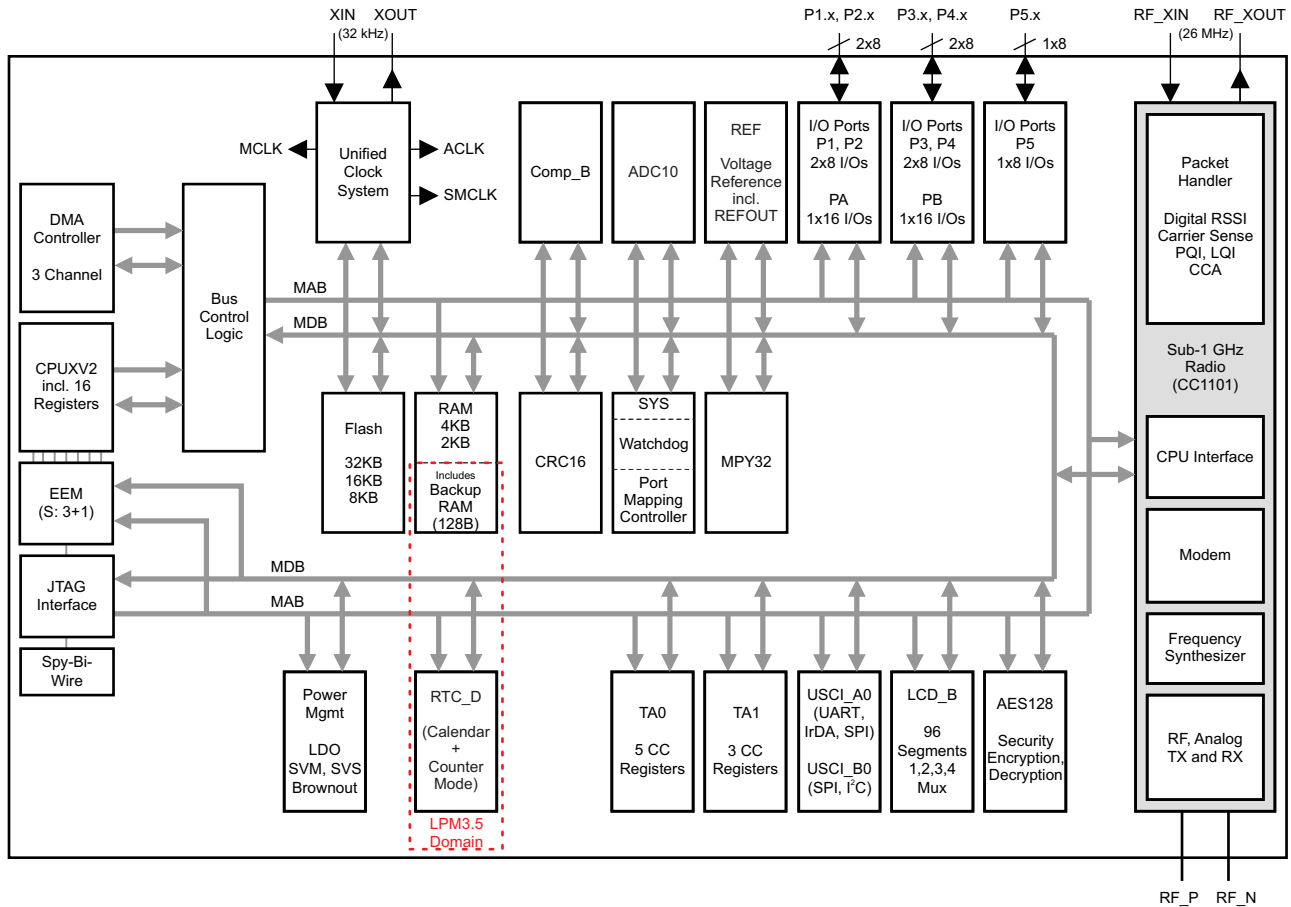 XIN XOUT
(32 kHz)
P1.x, P2.x
2x8
P3.x, P4.x
2x8
P5.x
1x8
RF_XIN RF_XOUT
(26 MHz)
MCLK
Unified
Clock
System
ACLK
SMCLK
Comp_B
ADC10
REF
Voltage
Reference
incl.
REFOUT
I/O Ports
P1, P2
2x8 I/Os
PA
1x16 I/Os
I/O Ports
P3, P4
2x8 I/Os
PB
1x16 I/Os
I/O Ports
P5
1x8 I/Os
Packet
Handler
Digital RSSI
Carrier Sense
PQI, LQI
CCA
DMA
Controller
3 Channel
Bus
Control
Logic
MAB
MDB
CPUXV2
incl. 16
Registers
Sub-1 GHz
Radio
(CC1101)
Flash
32KB
16KB
8KB
RAM
4KB
2KB
Includes
Backup
RAM
(128B)
CRC16
SYS
Watchdog
Port
Mapping
Controller
MPY32
CPU Interface
EEM
(S: 3+1)
JTAG
Interface
MDB
MAB
Modem
Spy-Bi-
Wire
Frequency
Synthesizer
Power
Mgmt
LDO
SVM, SVS
Brownout
RTC_D
(Calendar
+
Counter
Mode)
LPM3.5
Domain
TA0
5 CC
Registers
TA1
3 CC
Registers
USCI_A0
(UART,
IrDA, SPI)
USCI_B0
(SPI, I²C)
LCD_B
96
Segments
1,2,3,4
Mux
AES128
Security
Encryption,
Decryption
RF, Analog
TX and RX
RF_P RF_N